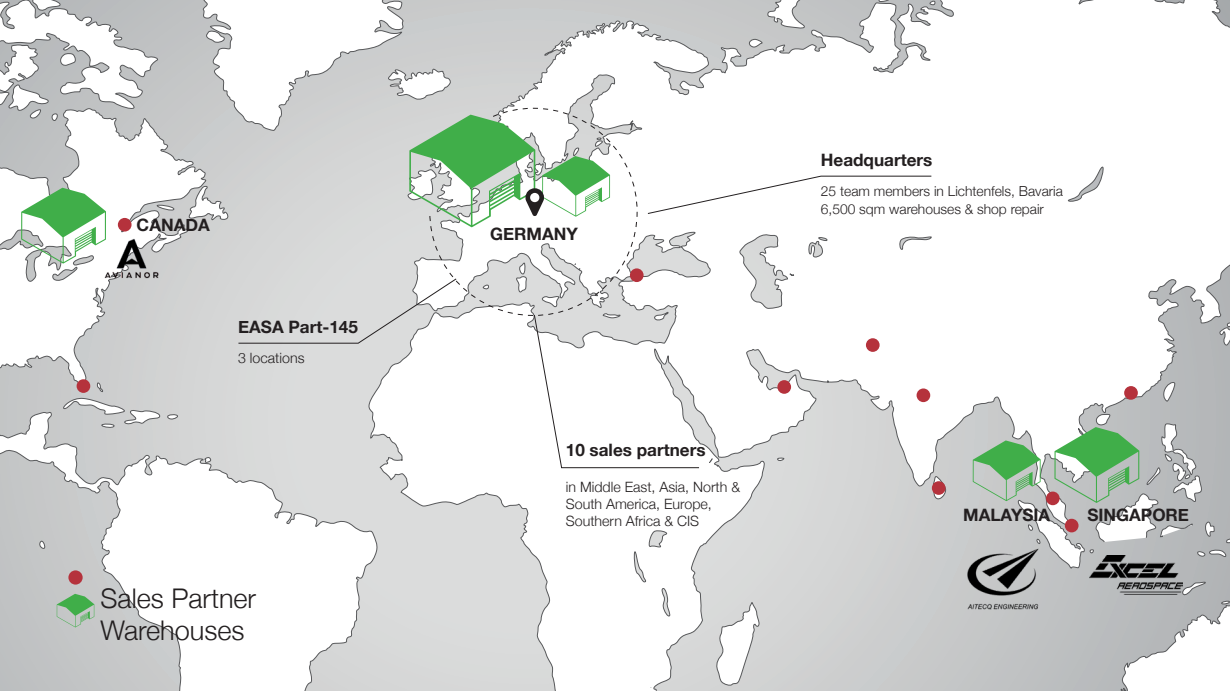 Headquarters
25 team members in Lichtenfels, Bavaria
6,500 sqm warehouses & shop repair
CANADA
AVIANOR
GERMANY
EASA Part-145
3 locations
10 sales partners
in Middle East, Asia, North &
South America, Europe,
Southern Africa & CIS
MALAYSIA
SINGAPORE
AITECQ ENGINEERING
EXCEL
AEROSPACE
Sales Partner
Warehouses